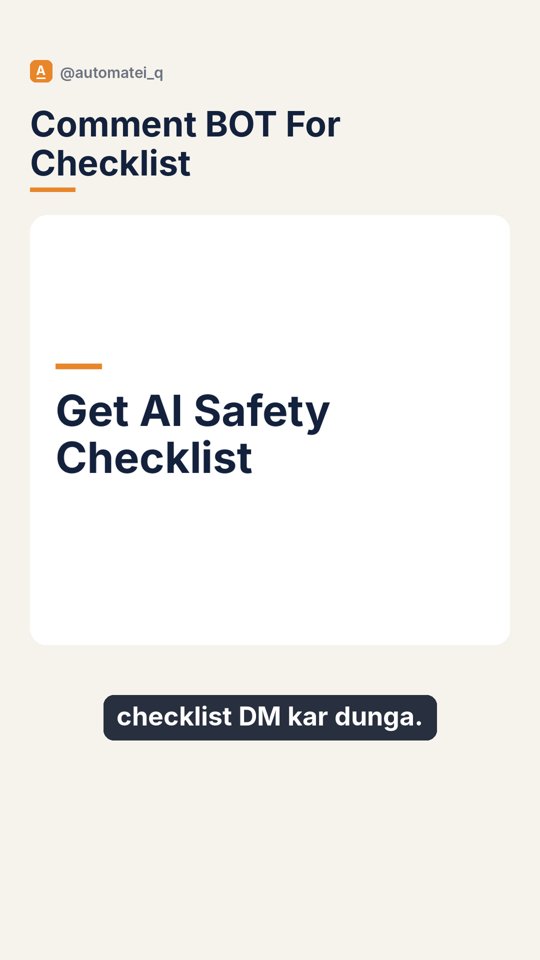 A
@automatei_q
Comment BOT For
Checklist
Get AI Safety
Checklist
checklist DM kar dunga.